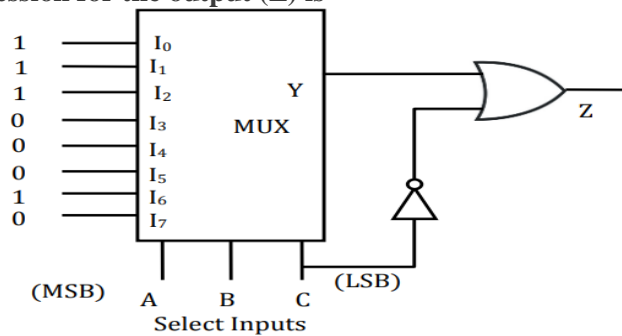 for the output (Z) is
1 I₀
1 I₁
1 I₂
0 I₃
0 I₄
0 I₅
1 I₆
0 I₇
Y
MUX
Z
(MSB) A B C (LSB)
Select Inputs